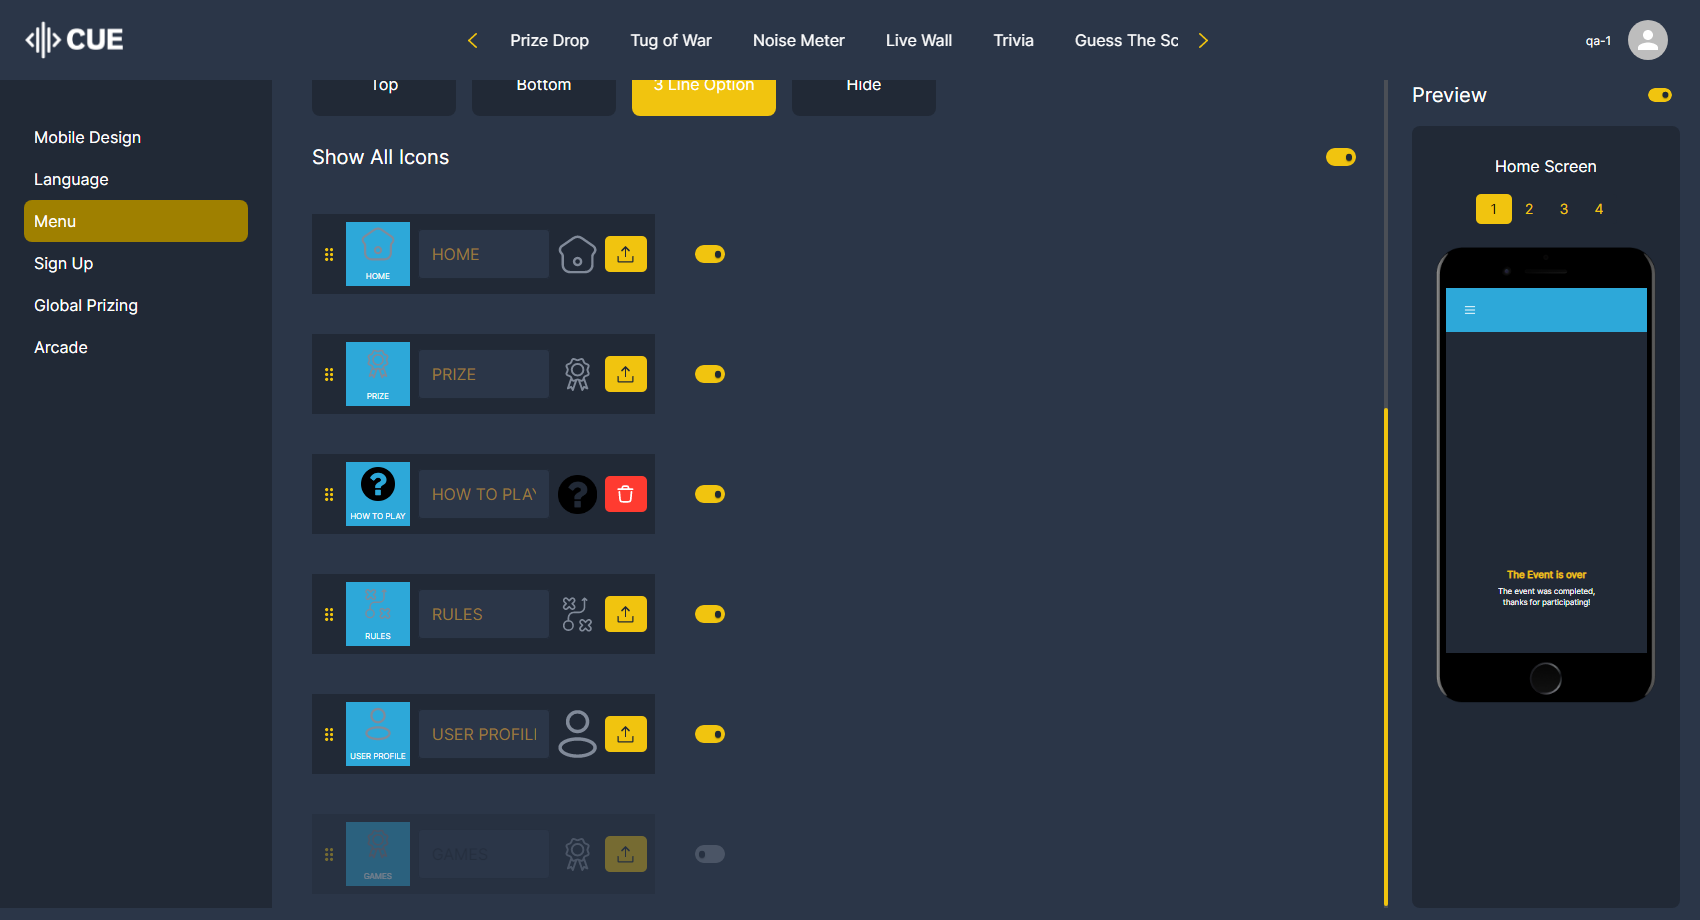 CUE
Prize Drop
Tug of War
Noise Meter
Live Wall
Trivia
Guess The Sc
qa-1
Mobile Design
Language
Menu
Sign Up
Global Prizing
Arcade
Top
Bottom
3 Line Option
Hide
Show All Icons
HOME
HOME
PRIZE
PRIZE
HOW TO PLAY
HOW TO PLAY
RULES
RULES
USER PROFILE
USER PROFIL
GAMES
GAMES
Preview
Home Screen
1 2 3 4
The Event is over
The event was completed,
thanks for participating!